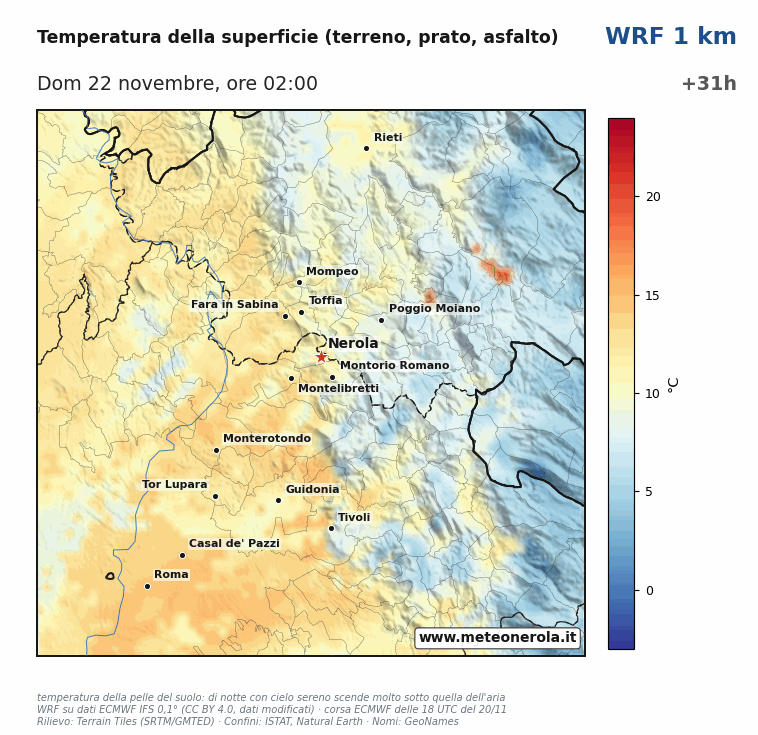 Temperatura della superficie (terreno, prato, asfalto)
WRF 1 km
Dom 22 novembre, ore 02:00
+31h
Rieti
Mompeo
Fara in Sabina
Toffia
Poggio Moiano
Nerola
Montorio Romano
Montelibretti
Monterotondo
Tor Lupara
Guidonia
Tivoli
Casal de' Pazzi
Roma
www.meteonerola.it
20
15
10
5
0
°C
temperatura della pelle del suolo: di notte con cielo sereno scende molto sotto quella dell'aria
WRF su dati ECMWF IFS 0,1° (CC BY 4.0, dati modificati) · corsa ECMWF delle 18 UTC del 20/11
Rilievo: Terrain Tiles (SRTM/GMTED) · Confini: ISTAT, Natural Earth · Nomi: GeoNames